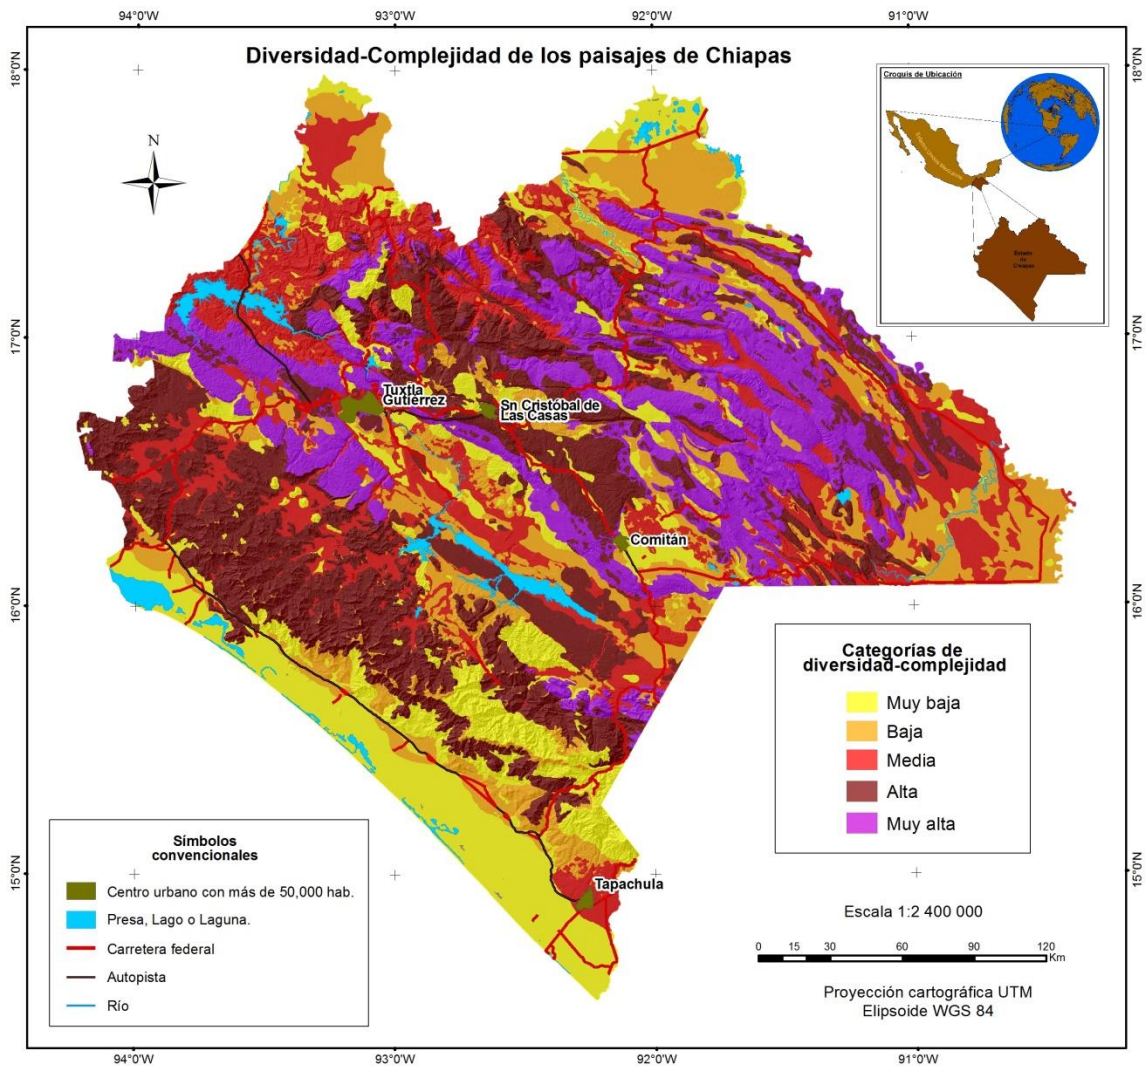 94°0'W
93°0'W
92°0'W
91°0'W
18°0'N
18°0'N
Diversidad-Complejidad de los paisajes de Chiapas
Croquis de Ubicación
Estado
de
Chiapas
N
17°0'N
17°0'N
Tuxtla
Gutiérrez
Sn Cristóbal de
Las Casas
Comitán
16°0'N
16°0'N
Categorías de
diversidad-complejidad
Muy baja
Baja
Media
Alta
Muy alta
Símbolos
convencionales
Centro urbano con más de 50,000 hab.
Presa, Lago o Laguna.
Carretera federal
Autopista
Río
15°0'N
15°0'N
Tapachula
Escala 1:2 400 000
0 15 30 60 90 120
Km
Proyección cartográfica UTM
Elipsoide WGS 84
94°0'W
93°0'W
92°0'W
91°0'W